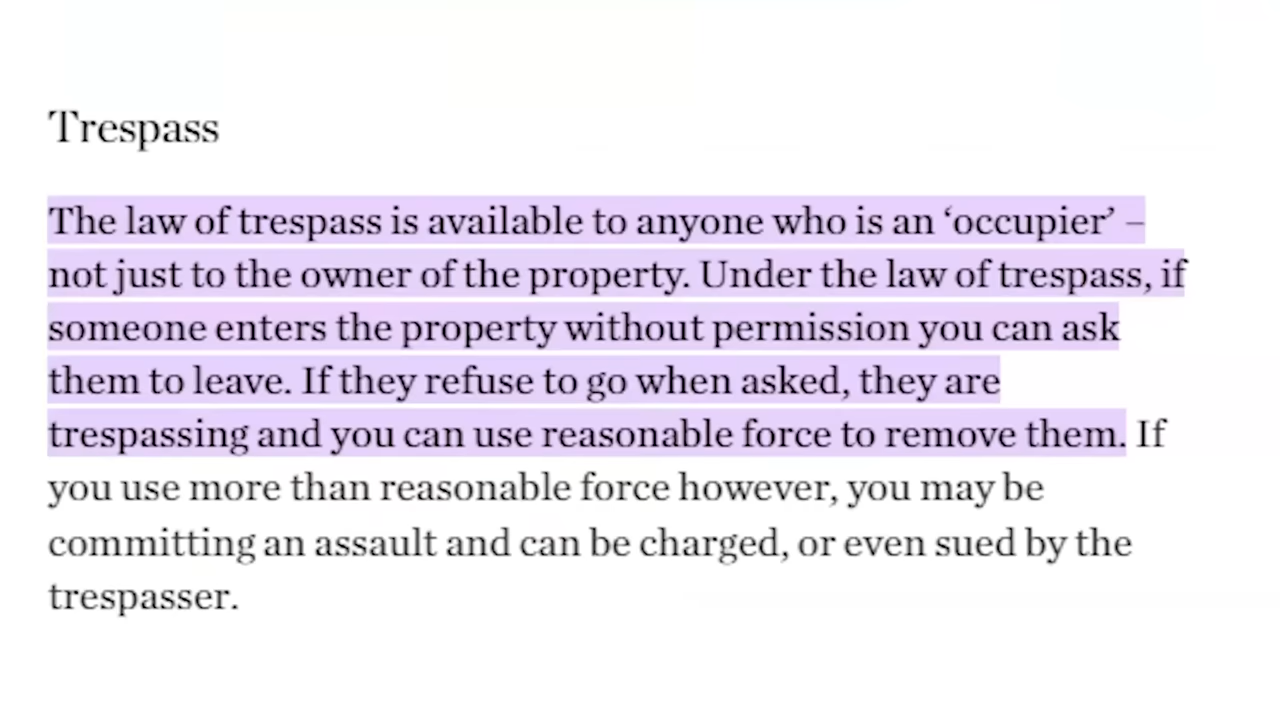 Trespass
The law of trespass is available to anyone who is an ‘occupier’ –
not just to the owner of the property. Under the law of trespass, if
someone enters the property without permission you can ask
them to leave. If they refuse to go when asked, they are
trespassing and you can use reasonable force to remove them. If
you use more than reasonable force however, you may be
committing an assault and can be charged, or even sued by the
trespasser.